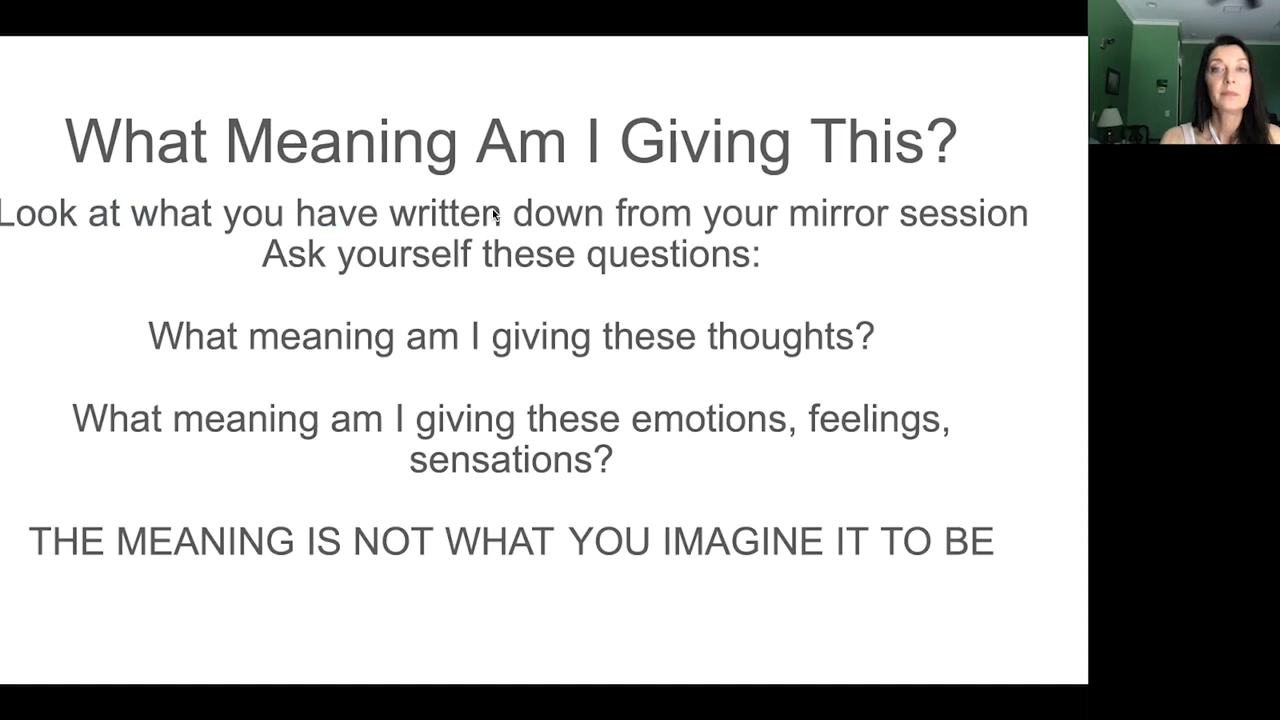 What Meaning Am I Giving This?
Look at what you have written down from your mirror session
Ask yourself these questions:
What meaning am I giving these thoughts?
What meaning am I giving these emotions, feelings,
sensations?
THE MEANING IS NOT WHAT YOU IMAGINE IT TO BE